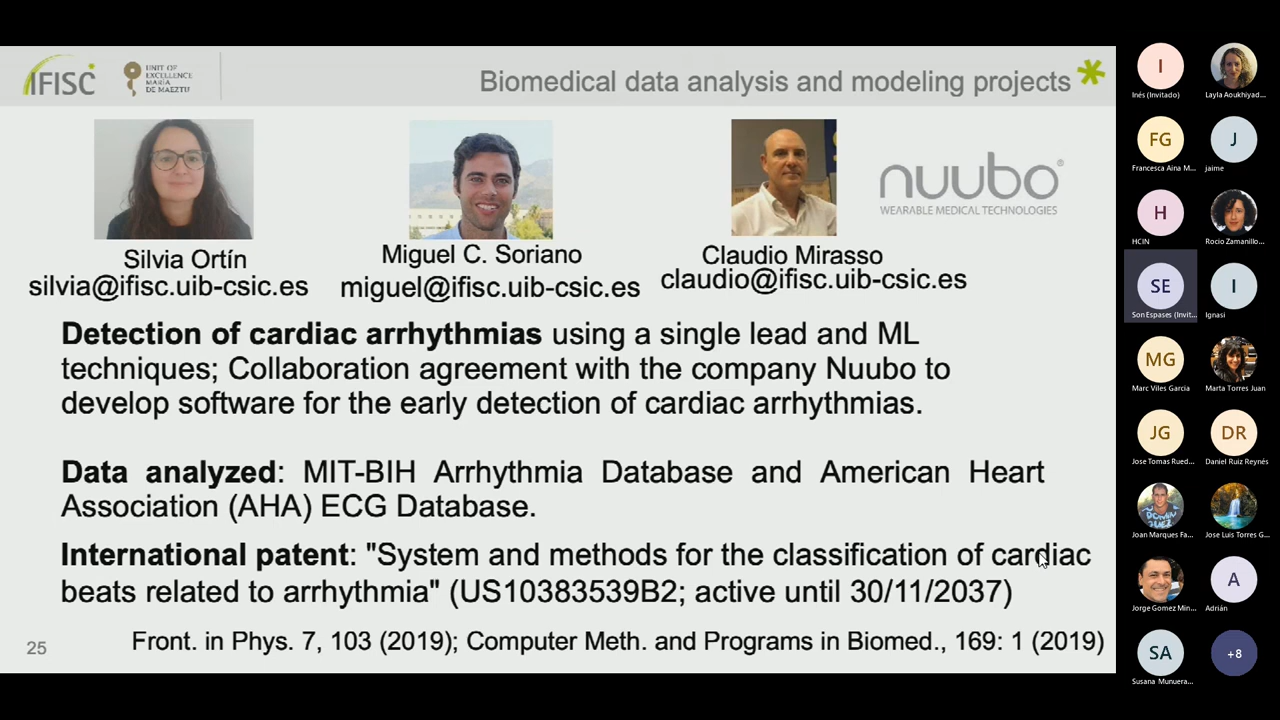 IFISC
UNIT OF
EXCELLENCE
MARÍA
DE MAEZTU
Biomedical data analysis and modeling projects
nuubo®
WEARABLE MEDICAL TECHNOLOGIES
Silvia Ortín
silvia@ifisc.uib-csic.es
Miguel C. Soriano
miguel@ifisc.uib-csic.es
Claudio Mirasso
claudio@ifisc.uib-csic.es
Detection of cardiac arrhythmias using a single lead and ML
techniques; Collaboration agreement with the company Nuubo to
develop software for the early detection of cardiac arrhythmias.
Data analyzed: MIT-BIH Arrhythmia Database and American Heart
Association (AHA) ECG Database.
International patent: "System and methods for the classification of cardiac
beats related to arrhythmia" (US10383539B2; active until 30/11/2037)
Front. in Phys. 7, 103 (2019); Computer Meth. and Programs in Biomed., 169: 1 (2019)
25
I
Inés (Invitado)
Layla Aoukhiyad...
FG
Francesca Aina M...
J
jaime
H
HCIN
Rocio Zamanillo...
SE
Son Espases (Invit...
I
Ignasi
MG
Marc Viles Garcia
Marta Torres Juan
JG
Jose Tomas Rued...
DR
Daniel Ruiz Reynés
Joan Marques Fa...
Jose Luis Torres G...
Jorge Gomez Min...
A
Adrián
SA
Susana Munuera...
+8